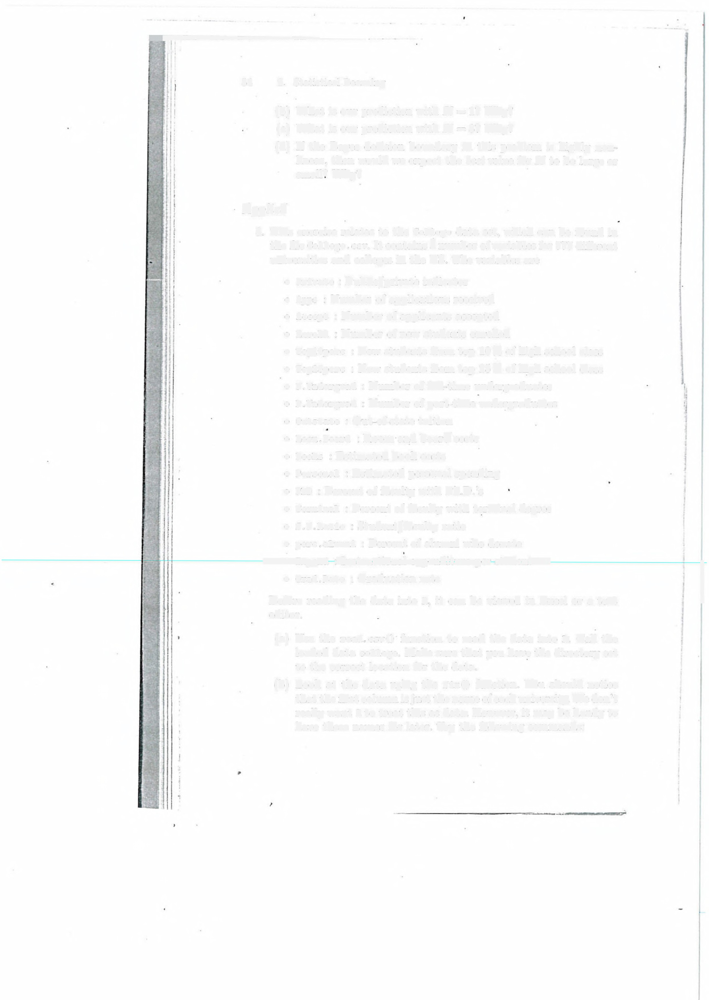 2. Statistical Learning
(b) What is our prediction with K = 1? Why?
(c) What is our prediction with K = 3? Why?
(d) If the Bayes decision boundary in this problem is highly non-
linear, then would we expect the best value for K to be large or
small? Why?
Applied
This exercise relates to the College data set, which can be found in
the file College.csv. It contains a number of variables for 777 different
universities and colleges in the US. The variables are
• Private : Public/private indicator
• Apps : Number of applications received
• Accept : Number of applicants accepted
• Enroll : Number of new students enrolled
• Top10perc : New students from top 10 % of high school class
• Top25perc : New students from top 25 % of high school class
• F.Undergrad : Number of full-time undergraduates
• P.Undergrad : Number of part-time undergraduates
• Outstate : Out-of-state tuition
• Room.Board : Room and board costs
• Books : Estimated book costs
• Personal : Estimated personal spending
• PhD : Percent of faculty with Ph.D.'s
• Terminal : Percent of faculty with terminal degree
• S.F.Ratio : Student/faculty ratio
• perc.alumni : Percent of alumni who donate
• Expend : Instructional expenditure per student
• Grad.Rate : Graduation rate
Before reading the data into R, it can be viewed in Excel or a text
editor.
(a) Use the read.csv() function to read the data into R. Call the
loaded data college. Make sure that you have the directory set
to the correct location for the data.
(b) Look at the data using the function. You should notice
that the first column is just the name of each university. We don't
really want R to treat this as data. However, it may be handy to
have these names for later. Try the following commands: